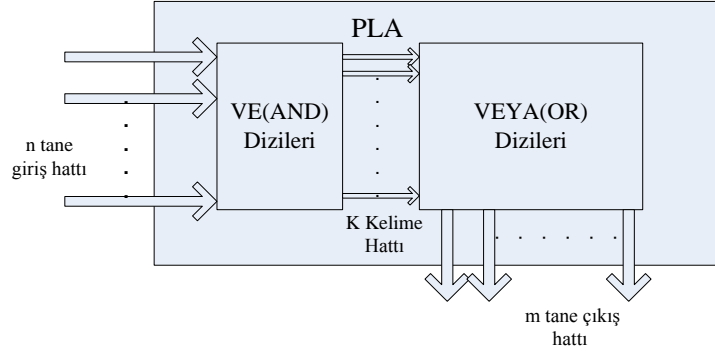 PLA
VE(AND)
Dizileri
VEYA(OR)
Dizileri
n tane
giriş hattı
K Kelime
Hattı
m tane çıkış
hattı